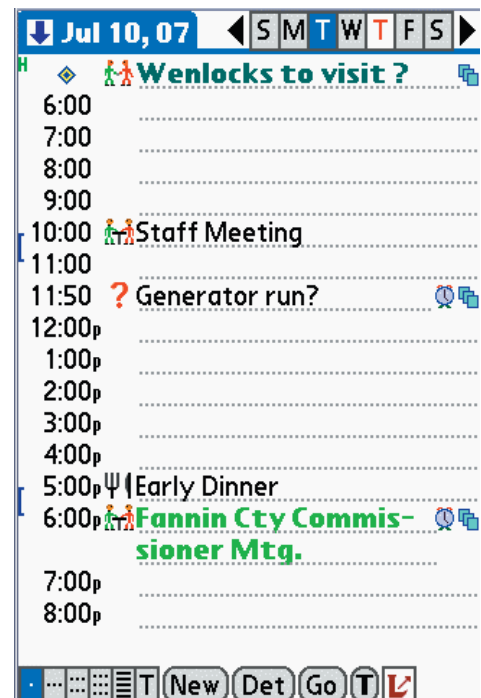 Jul 10, 07 S M T W T F S
H Wenlocks to visit ?
6:00
7:00
8:00
9:00
10:00 Staff Meeting
11:00
11:50 ? Generator run?
12:00p
1:00p
2:00p
3:00p
4:00p
5:00p Early Dinner
6:00p Fannin Cty Commis-
sioner Mtg.
7:00p
8:00p
T New Det Go T